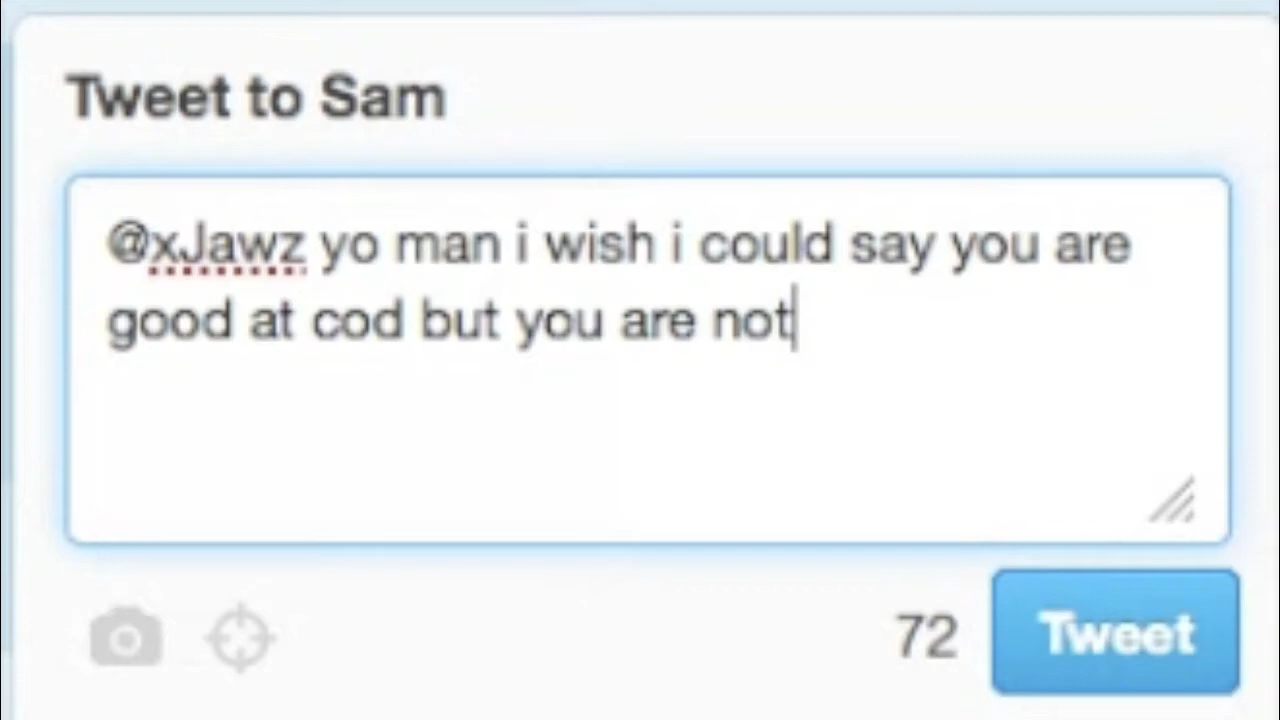 Tweet to Sam
@xJawz yo man i wish i could say you are
good at cod but you are not
72
Tweet